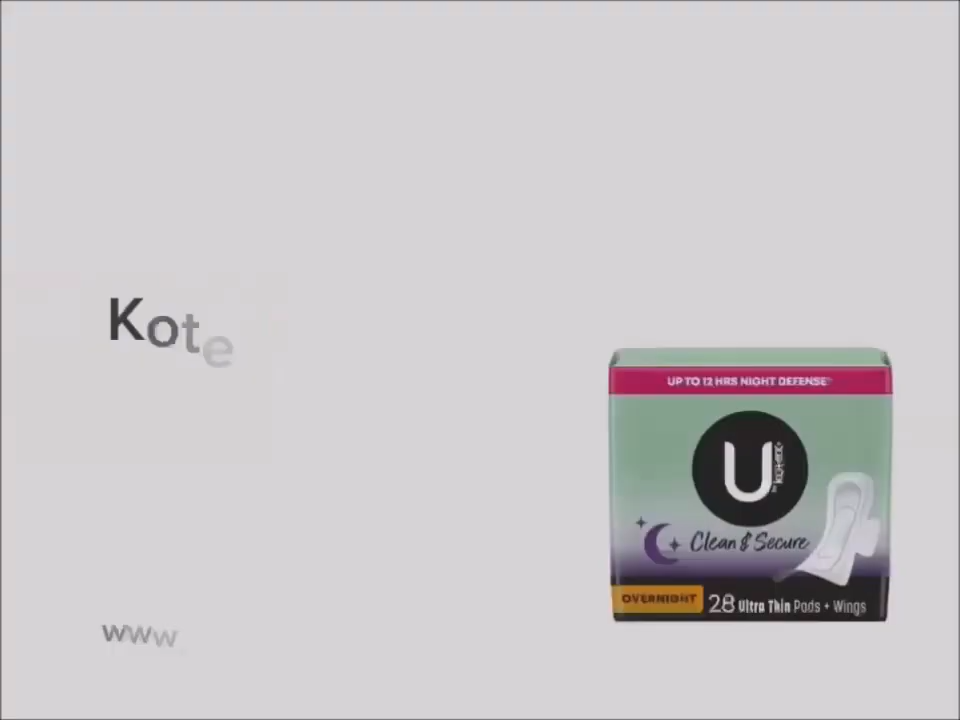 Kote
UP TO 12 HRS NIGHT DEFENSE*
U
by KOTEX*
Clean & Secure
OVERNIGHT
28 Ultra Thin Pads + Wings
www